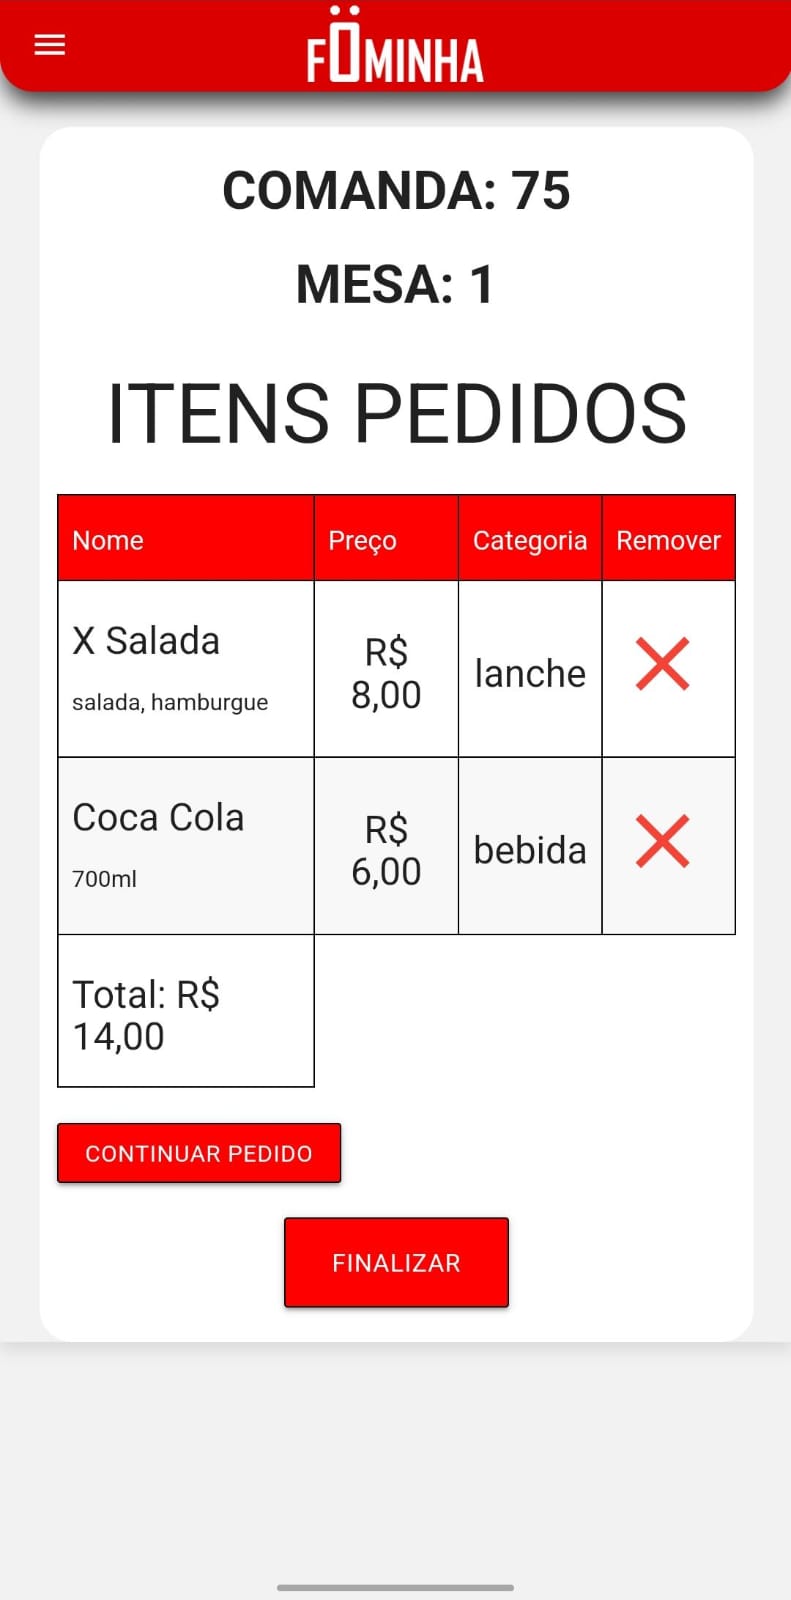 FÖMINHA
COMANDA: 75
MESA: 1
ITENS PEDIDOS
Nome Preço Categoria Remover
X Salada
salada, hamburgue
R$
8,00
lanche
Coca Cola
700ml
R$
6,00
bebida
Total: R$
14,00
CONTINUAR PEDIDO
FINALIZAR